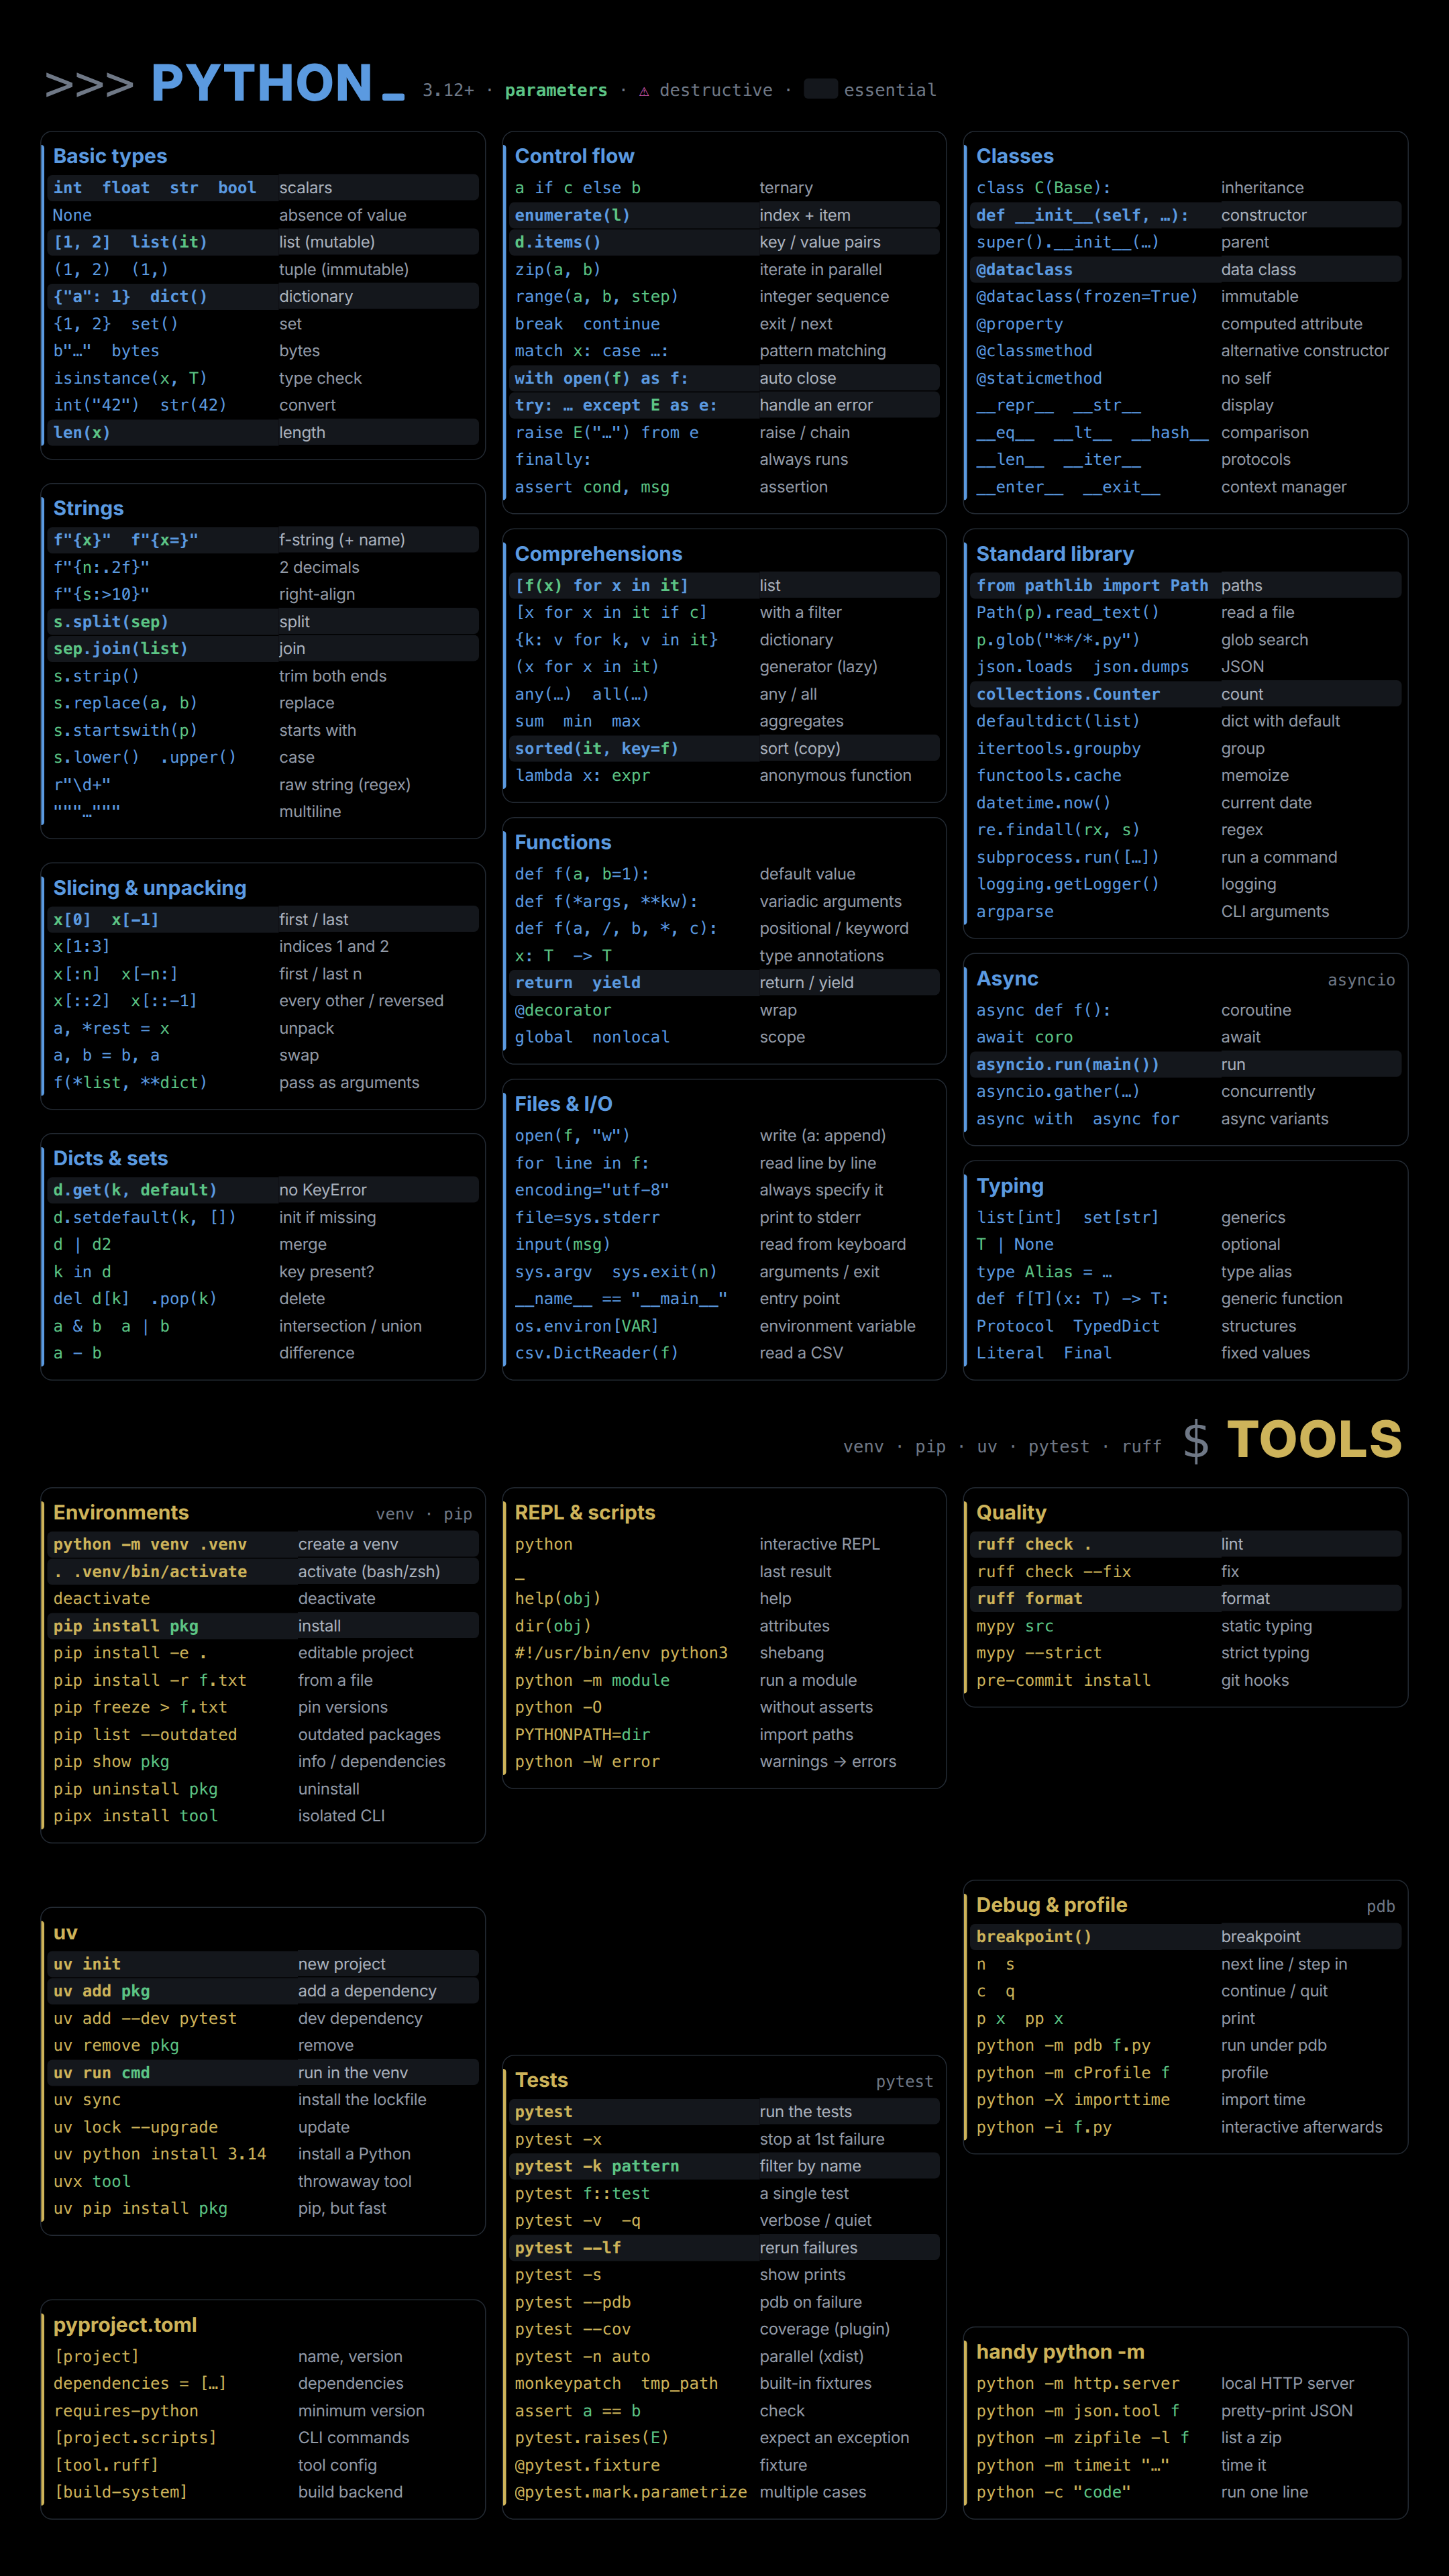 >>> PYTHON_ 3.12+ · parameters · ⚠ destructive · essential
Basic types
int float str bool scalars
None absence of value
[1, 2] list(it) list (mutable)
(1, 2) (1,) tuple (immutable)
{"a": 1} dict() dictionary
{1, 2} set() set
b"…" bytes bytes
isinstance(x, T) type check
int("42") str(42) convert
len(x) length
Strings
f"{x}" f"{x=}" f-string (+ name)
f"{n:.2f}" 2 decimals
f"{s:>10}" right-align
s.split(sep) split
sep.join(list) join
s.strip() trim both ends
s.replace(a, b) replace
s.startswith(p) starts with
s.lower() .upper() case
r"\d+" raw string (regex)
"""…""" multiline
Slicing & unpacking
x[0] x[-1] first / last
x[1:3] indices 1 and 2
x[:n] x[-n:] first / last n
x[::2] x[::-1] every other / reversed
a, *rest = x unpack
a, b = b, a swap
f(*list, **dict) pass as arguments
Dicts & sets
d.get(k, default) no KeyError
d.setdefault(k, []) init if missing
d | d2 merge
k in d key present?
del d[k] .pop(k) delete
a & b a | b intersection / union
a - b difference
Control flow
a if c else b ternary
enumerate(l) index + item
d.items() key / value pairs
zip(a, b) iterate in parallel
range(a, b, step) integer sequence
break continue exit / next
match x: case …: pattern matching
with open(f) as f: auto close
try: … except E as e: handle an error
raise E("…") from e raise / chain
finally: always runs
assert cond, msg assertion
Comprehensions
[f(x) for x in it] list
[x for x in it if c] with a filter
{k: v for k, v in it} dictionary
(x for x in it) generator (lazy)
any(…) all(…) any / all
sum min max aggregates
sorted(it, key=f) sort (copy)
lambda x: expr anonymous function
Functions
def f(a, b=1): default value
def f(*args, **kw): variadic arguments
def f(a, /, b, *, c): positional / keyword
x: T -> T type annotations
return yield return / yield
@decorator wrap
global nonlocal scope
Files & I/O
open(f, "w") write (a: append)
for line in f: read line by line
encoding="utf-8" always specify it
file=sys.stderr print to stderr
input(msg) read from keyboard
sys.argv sys.exit(n) arguments / exit
__name__ == "__main__" entry point
os.environ[VAR] environment variable
csv.DictReader(f) read a CSV
Classes
class C(Base): inheritance
def __init__(self, …): constructor
super().__init__(…) parent
@dataclass data class
@dataclass(frozen=True) immutable
@property computed attribute
@classmethod alternative constructor
@staticmethod no self
__repr__ __str__ display
__eq__ __lt__ __hash__ comparison
__len__ __iter__ protocols
__enter__ __exit__ context manager
Standard library
from pathlib import Path paths
Path(p).read_text() read a file
p.glob("**/*.py") glob search
json.loads json.dumps JSON
collections.Counter count
defaultdict(list) dict with default
itertools.groupby group
functools.cache memoize
datetime.now() current date
re.findall(rx, s) regex
subprocess.run([…]) run a command
logging.getLogger() logging
argparse CLI arguments
Async asyncio
async def f(): coroutine
await coro await
asyncio.run(main()) run
asyncio.gather(…) concurrently
async with async for async variants
Typing
list[int] set[str] generics
T | None optional
type Alias = … type alias
def f[T](x: T) -> T: generic function
Protocol TypedDict structures
Literal Final fixed values
venv · pip · uv · pytest · ruff $ TOOLS
Environments venv · pip
python -m venv .venv create a venv
. .venv/bin/activate activate (bash/zsh)
deactivate deactivate
pip install pkg install
pip install -e . editable project
pip install -r f.txt from a file
pip freeze > f.txt pin versions
pip list --outdated outdated packages
pip show pkg info / dependencies
pip uninstall pkg uninstall
pipx install tool isolated CLI
uv
uv init new project
uv add pkg add a dependency
uv add --dev pytest dev dependency
uv remove pkg remove
uv run cmd run in the venv
uv sync install the lockfile
uv lock --upgrade update
uv python install 3.14 install a Python
uvx tool throwaway tool
uv pip install pkg pip, but fast
pyproject.toml
[project] name, version
dependencies = […] dependencies
requires-python minimum version
[project.scripts] CLI commands
[tool.ruff] tool config
[build-system] build backend
REPL & scripts
python interactive REPL
_ last result
help(obj) help
dir(obj) attributes
#!/usr/bin/env python3 shebang
python -m module run a module
python -O without asserts
PYTHONPATH=dir import paths
python -W error warnings → errors
Tests pytest
pytest run the tests
pytest -x stop at 1st failure
pytest -k pattern filter by name
pytest f::test a single test
pytest -v -q verbose / quiet
pytest --lf rerun failures
pytest -s show prints
pytest --pdb pdb on failure
pytest --cov coverage (plugin)
pytest -n auto parallel (xdist)
monkeypatch tmp_path built-in fixtures
assert a == b check
pytest.raises(E) expect an exception
@pytest.fixture fixture
@pytest.mark.parametrize multiple cases
Quality
ruff check . lint
ruff check --fix fix
ruff format format
mypy src static typing
mypy --strict strict typing
pre-commit install git hooks
Debug & profile pdb
breakpoint() breakpoint
n s next line / step in
c q continue / quit
p x pp x print
python -m pdb f.py run under pdb
python -m cProfile f profile
python -X importtime import time
python -i f.py interactive afterwards
handy python -m
python -m http.server local HTTP server
python -m json.tool f pretty-print JSON
python -m zipfile -l f list a zip
python -m timeit "…" time it
python -c "code" run one line